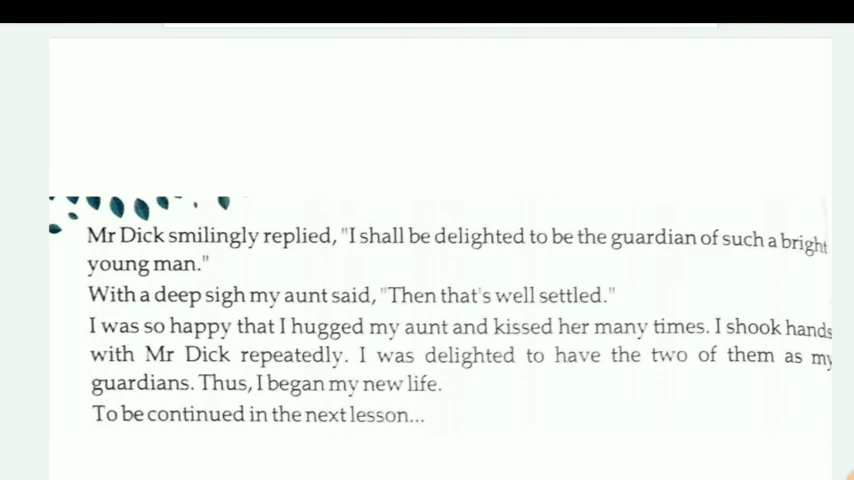 Mr Dick smilingly replied, "I shall be delighted to be the guardian of such a bright
young man."
With a deep sigh my aunt said, "Then that's well settled."
I was so happy that I hugged my aunt and kissed her many times. I shook hands
with Mr Dick repeatedly. I was delighted to have the two of them as my
guardians. Thus, I began my new life.
To be continued in the next lesson...